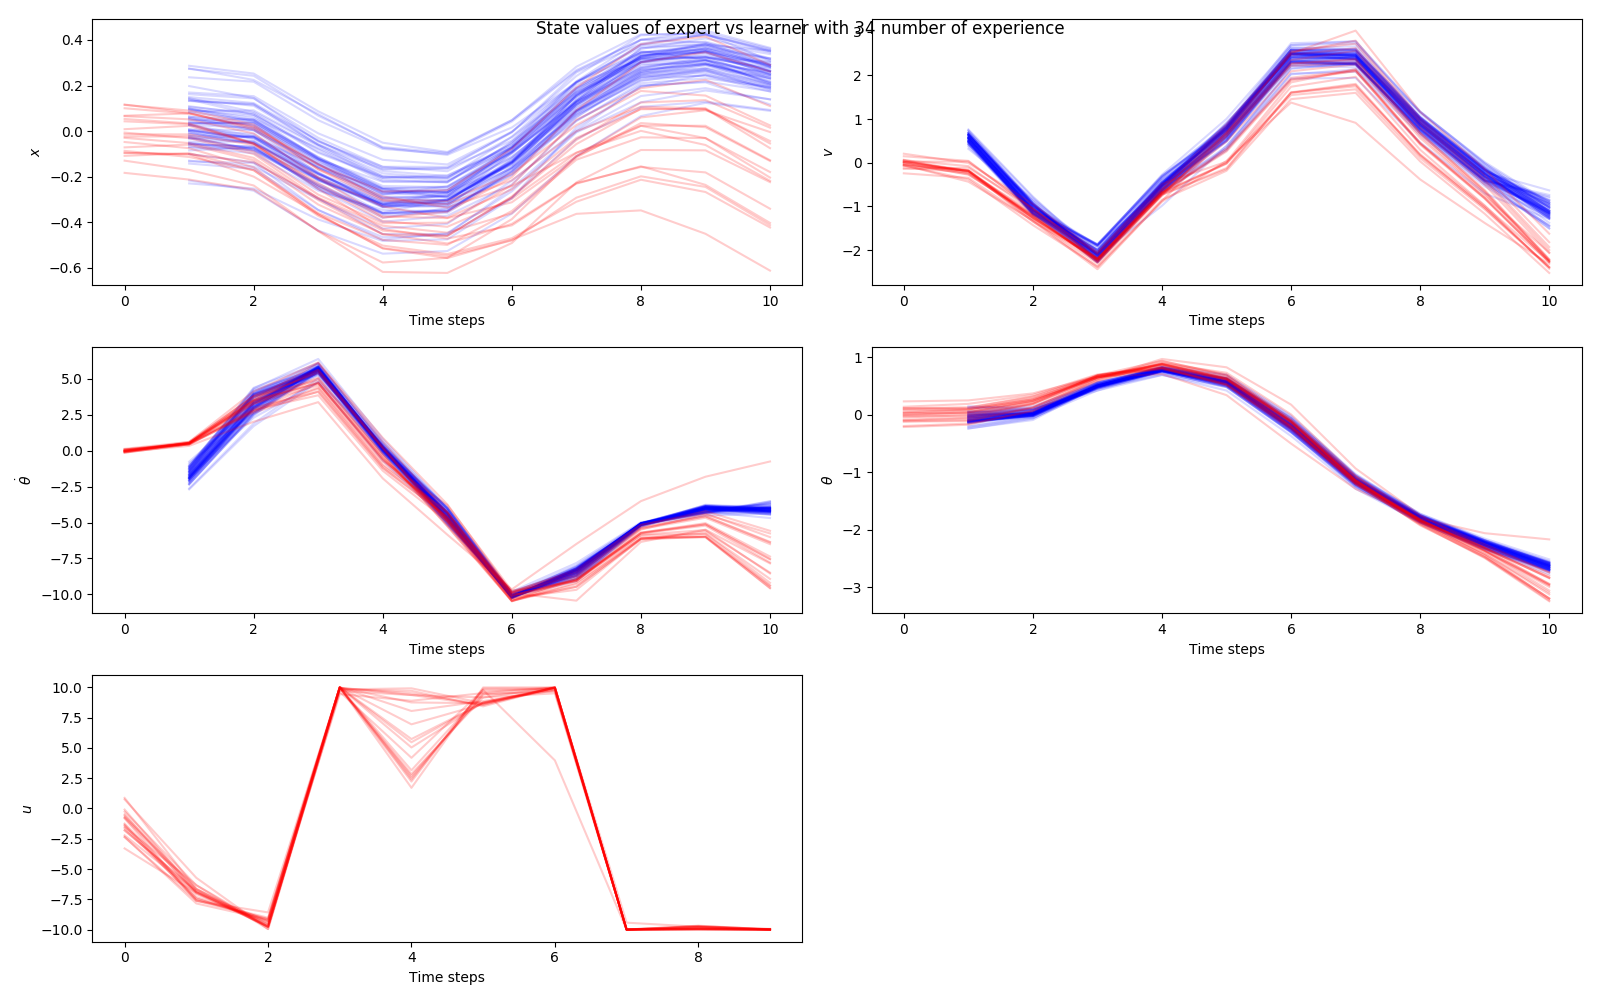 State values of expert vs learner with 34 number of experience
0.4
0.2
0.0
−0.2
−0.4
−0.6
x
0 2 4 6 8 10
Time steps
3
2
1
0
−1
−2
v
0 2 4 6 8 10
Time steps
5.0
2.5
0.0
−2.5
−5.0
−7.5
−10.0
θ̇
0 2 4 6 8 10
Time steps
1
0
−1
−2
−3
θ
0 2 4 6 8 10
Time steps
10.0
7.5
5.0
2.5
0.0
−2.5
−5.0
−7.5
−10.0
u
0 2 4 6 8
Time steps